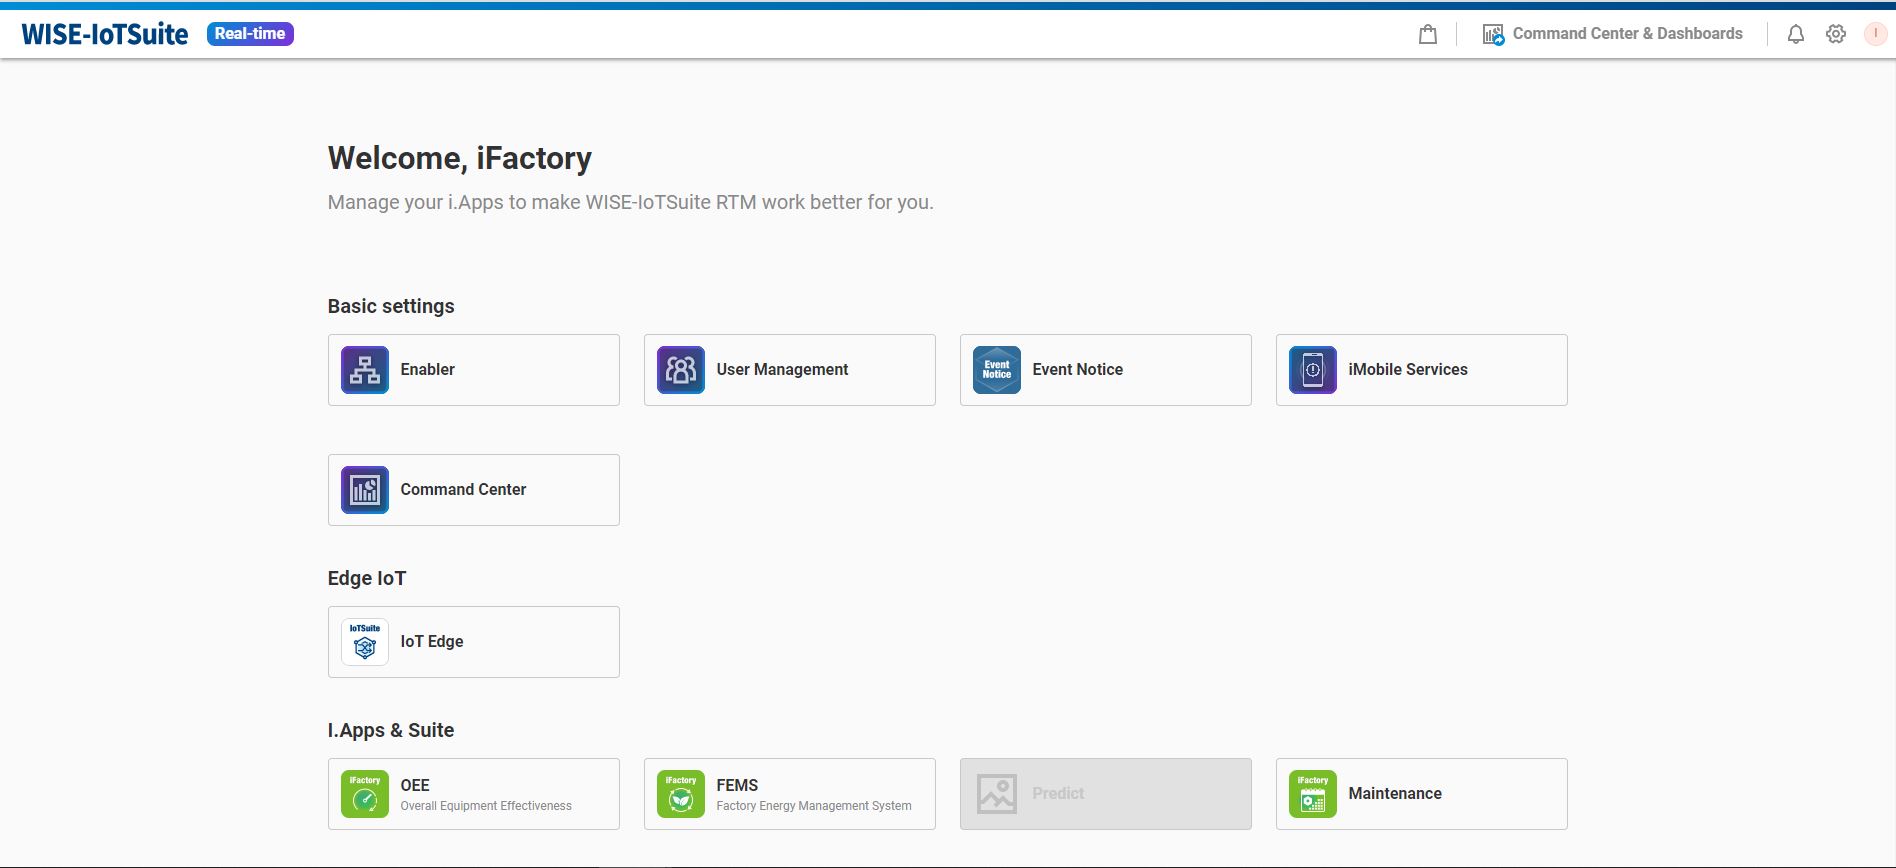 WISE-IoTSuite Real-time Command Center & Dashboards I
Welcome, iFactory
Manage your i.Apps to make WISE-IoTSuite RTM work better for you.
Basic settings
Enabler User Management Event Notice Event Notice iMobile Services
Command Center
Edge IoT
IoTSuite IoT Edge
I.Apps & Suite
iFactory OEE iFactory FEMS Predict iFactory Maintenance
Overall Equipment Effectiveness Factory Energy Management System